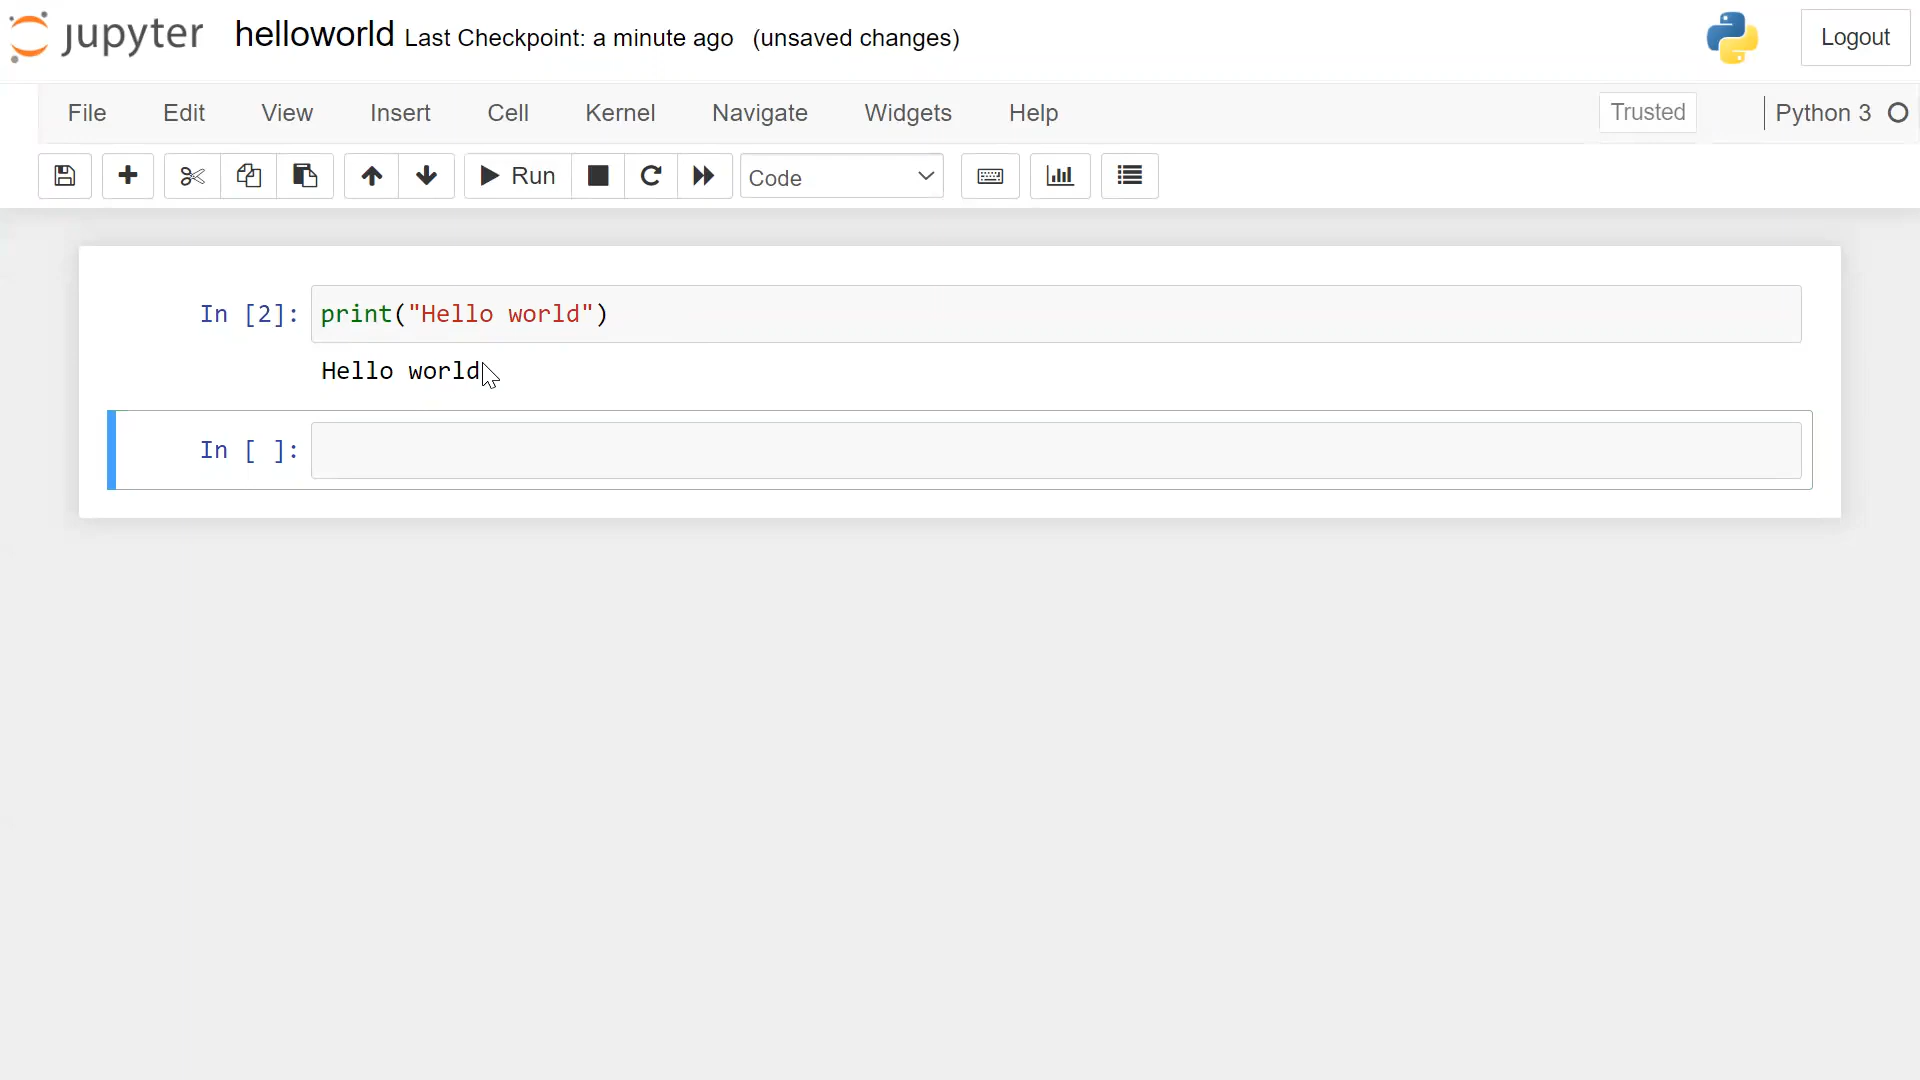 jupyter helloworld Last Checkpoint: a minute ago (unsaved changes) Logout
File Edit View Insert Cell Kernel Navigate Widgets Help Trusted Python 3
Run Code
In [2]: print("Hello world")
Hello world
In [ ]: